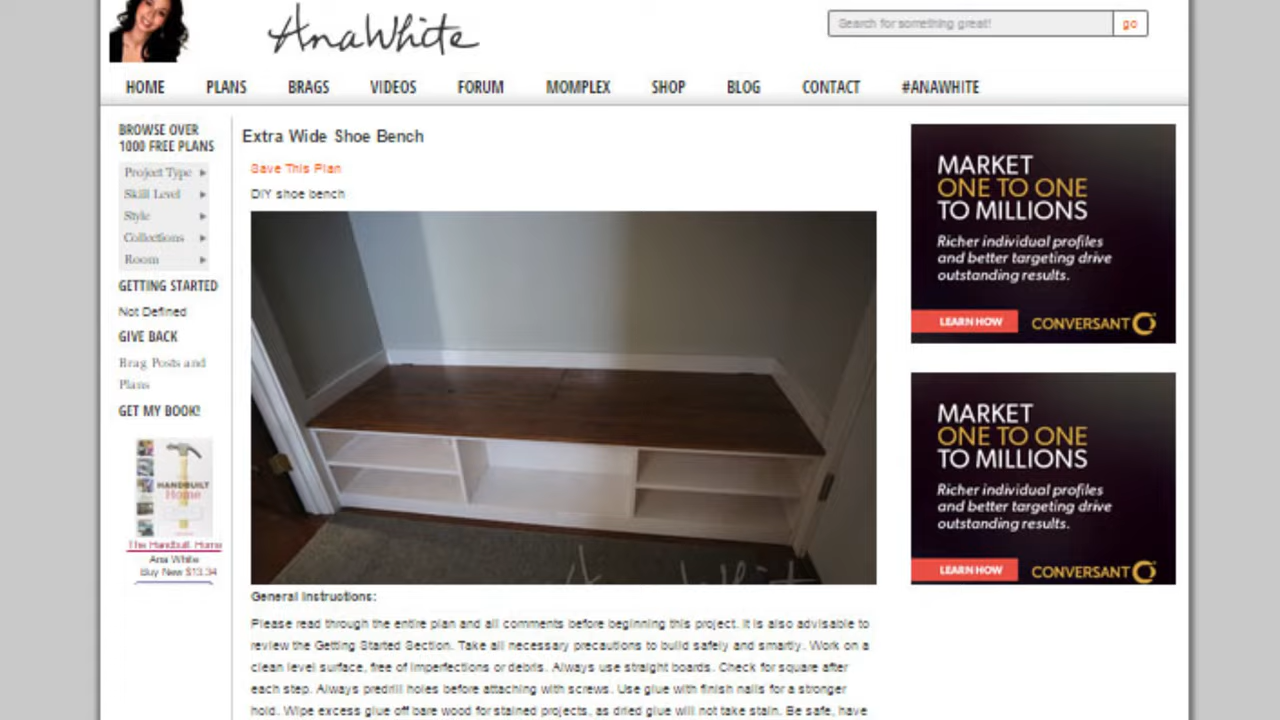 AnaWhite
Search for something great!
go
HOME PLANS BRAGS VIDEOS FORUM MOMPLEX SHOP BLOG CONTACT #ANAWHITE
BROWSE OVER
1000 FREE PLANS
Project Type
Skill Level
Style
Collections
Room
GETTING STARTED
Not Defined
GIVE BACK
Brag Posts and
Plans
GET MY BOOK!
HANDBUILT
Home
The Handbuilt Home
Ana White
Buy New $13.34
Extra Wide Shoe Bench
Save This Plan
DIY shoe bench
General Instructions:
Please read through the entire plan and all comments before beginning this project. It is also advisable to
review the Getting Started Section. Take all necessary precautions to build safely and smartly. Work on a
clean level surface, free of imperfections or debris. Always use straight boards. Check for square after
each step. Always predrill holes before attaching with screws. Use glue with finish nails for a stronger
hold. Wipe excess glue off bare wood for stained projects, as dried glue will not take stain. Be safe, have
MARKET
ONE TO ONE
TO MILLIONS
Richer individual profiles
and better targeting drive
outstanding results.
LEARN HOW
CONVERSANT
MARKET
ONE TO ONE
TO MILLIONS
Richer individual profiles
and better targeting drive
outstanding results.
LEARN HOW
CONVERSANT